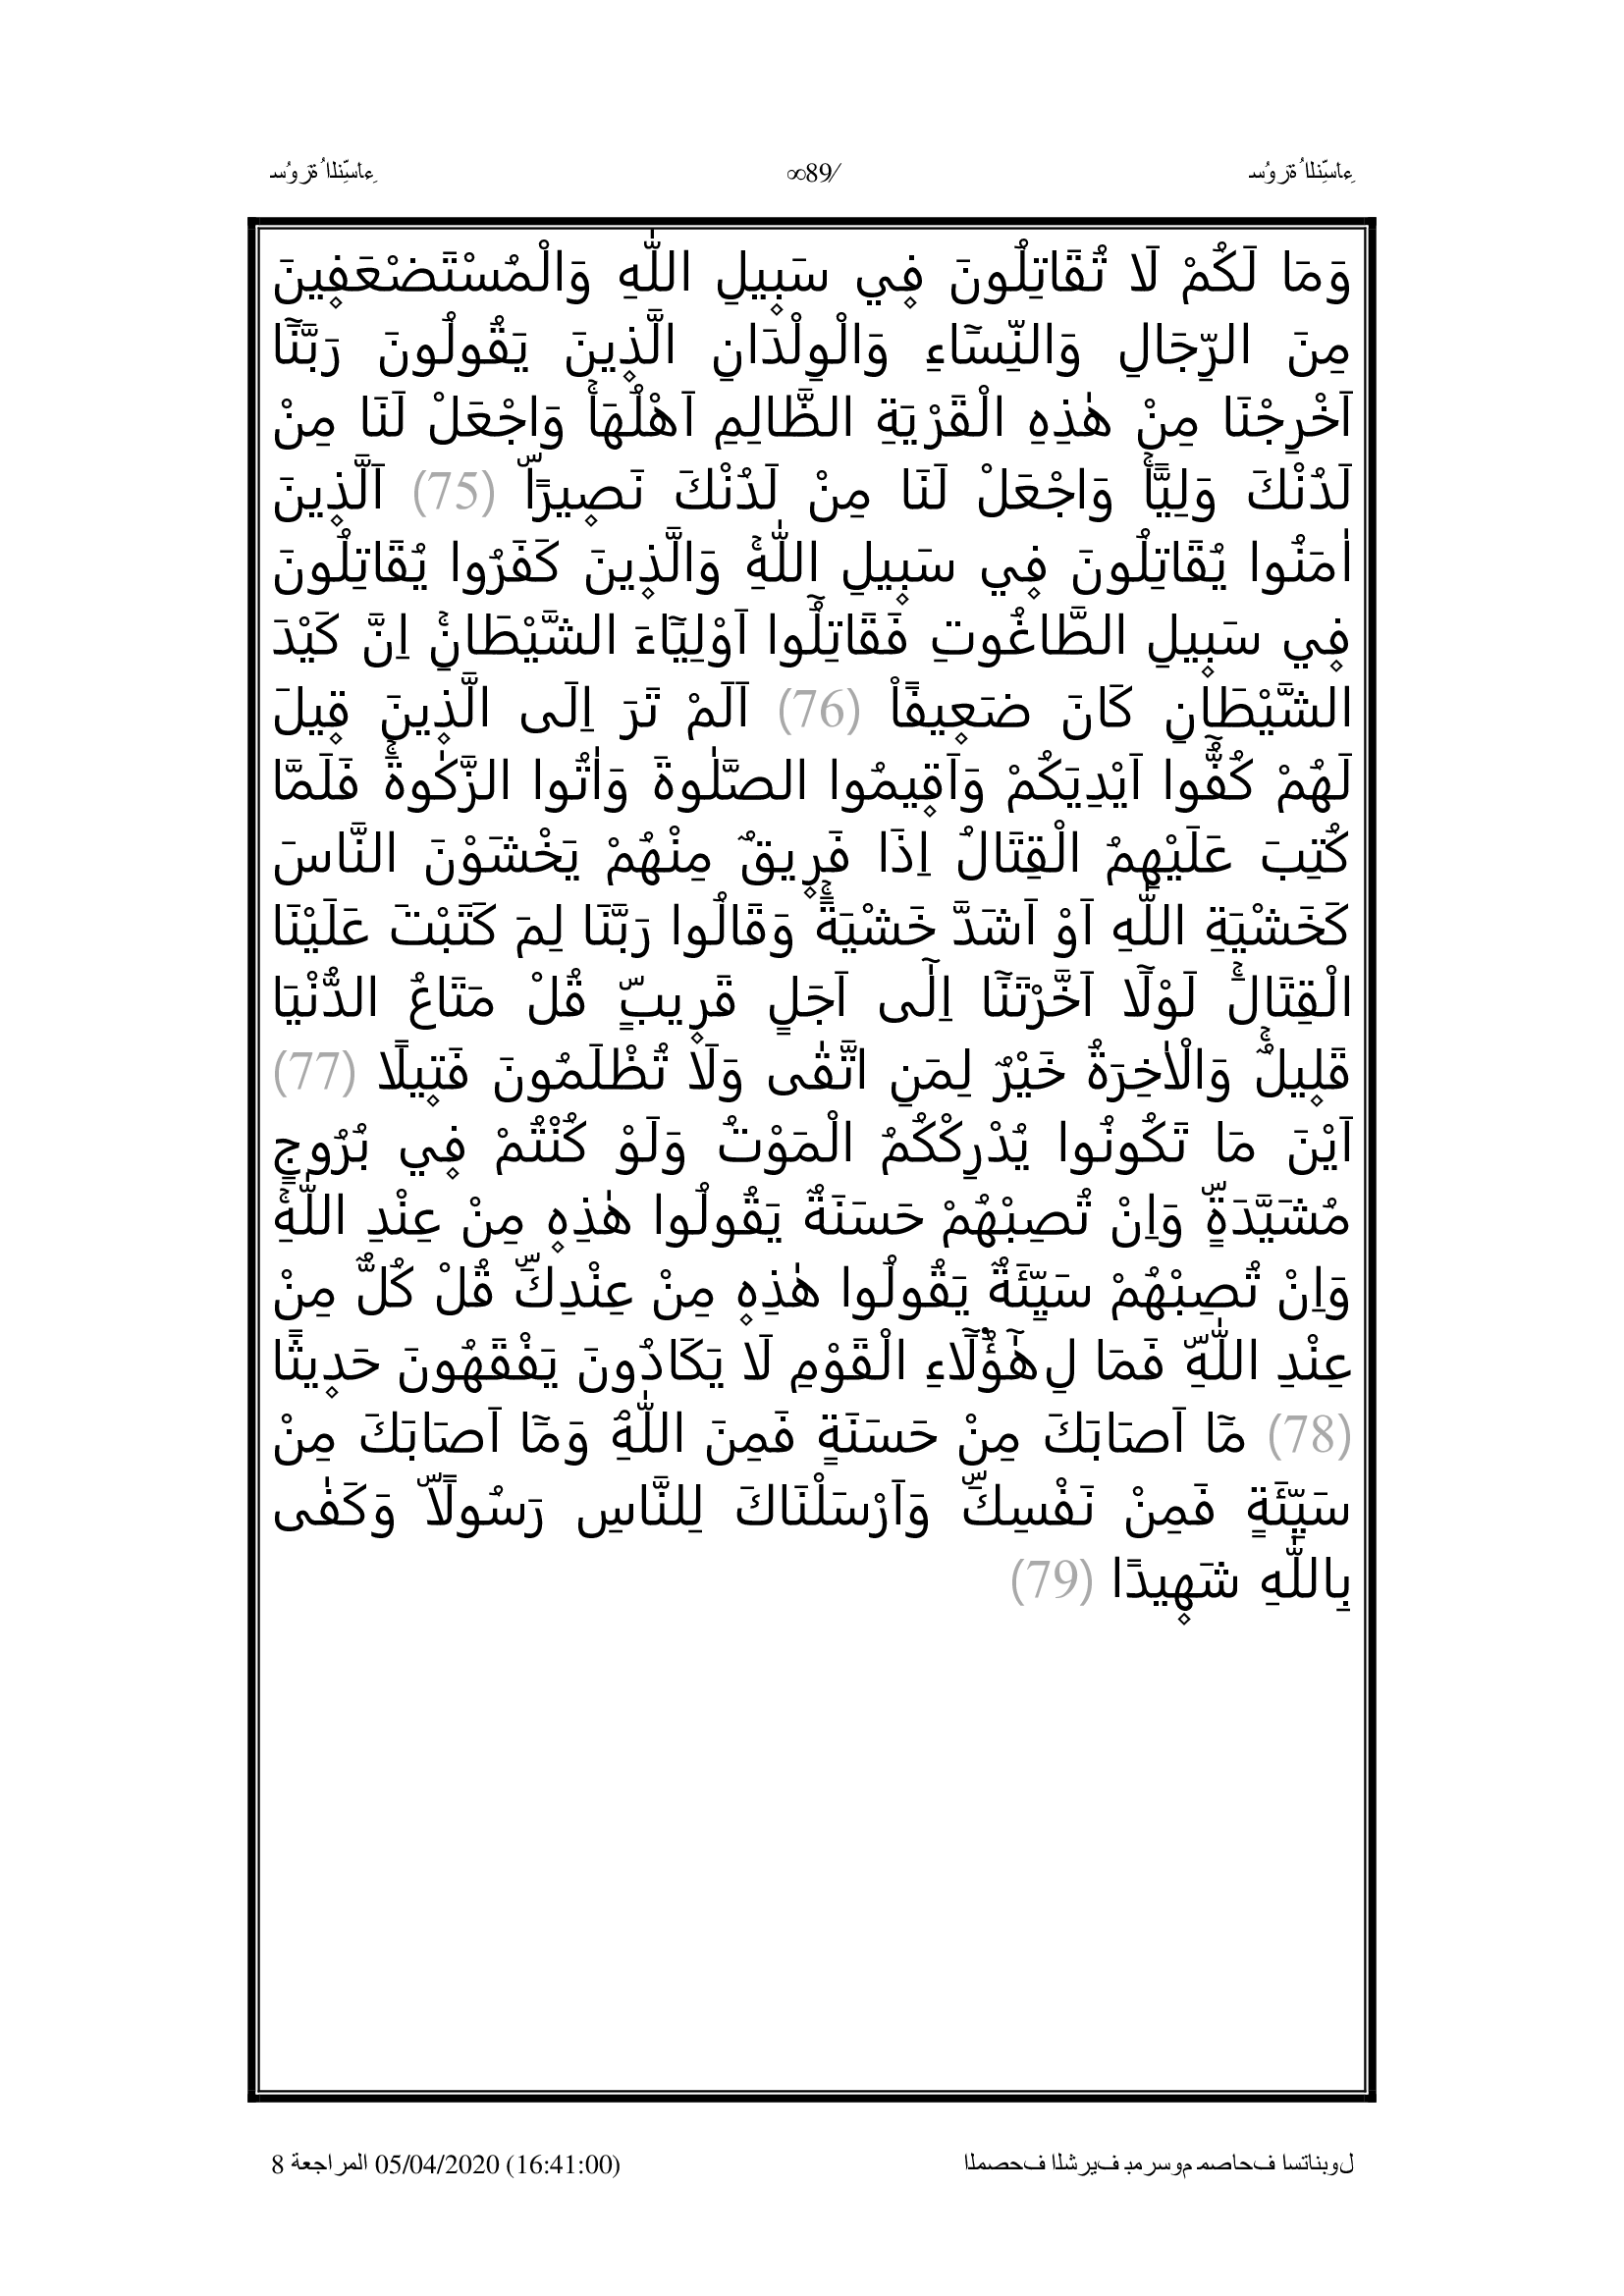 سُورَةُ النِّسَاءِ ∞89/ سُورَةُ النِّسَاءِ
وَمَا لَكُمْ لَا تُقَاتِلُونَ ف۪ي سَب۪يلِ اللّٰهِ وَالْمُسْتَضْعَف۪ينَ
مِنَ الرِّجَالِ وَالنِّسَٓاءِ وَالْوِلْدَانِ الَّذ۪ينَ يَقُولُونَ رَبَّنَٓا
اَخْرِجْنَا مِنْ هٰذِهِ الْقَرْيَةِ الظَّالِمِ اَهْلُهَاۚ وَاجْعَلْ لَنَا مِنْ
لَدُنْكَ وَلِيًّاۚ وَاجْعَلْ لَنَا مِنْ لَدُنْكَ نَص۪يرًاۜ (75) اَلَّذ۪ينَ
اٰمَنُوا يُقَاتِلُونَ ف۪ي سَب۪يلِ اللّٰهِۚ وَالَّذ۪ينَ كَفَرُوا يُقَاتِلُونَ
ف۪ي سَب۪يلِ الطَّاغُوتِ فَقَاتِلُٓوا اَوْلِيَٓاءَ الشَّيْطَانِۚ اِنَّ كَيْدَ
الشَّيْطَانِ كَانَ ضَع۪يفًا۟ (76) اَلَمْ تَرَ اِلَى الَّذ۪ينَ ق۪يلَ
لَهُمْ كُفُّٓوا اَيْدِيَكُمْ وَاَق۪يمُوا الصَّلٰوةَ وَاٰتُوا الزَّكٰوةَۚ فَلَمَّا
كُتِبَ عَلَيْهِمُ الْقِتَالُ اِذَا فَر۪يقٌ مِنْهُمْ يَخْشَوْنَ النَّاسَ
كَخَشْيَةِ اللّٰهِ اَوْ اَشَدَّ خَشْيَةًۚ وَقَالُوا رَبَّنَا لِمَ كَتَبْتَ عَلَيْنَا
الْقِتَالَۚ لَوْلَٓا اَخَّرْتَنَٓا اِلٰٓى اَجَلٍ قَر۪يبٍۜ قُلْ مَتَاعُ الدُّنْيَا
قَل۪يلٌۚ وَالْاٰخِرَةُ خَيْرٌ لِمَنِ اتَّقٰى وَلَا تُظْلَمُونَ فَت۪يلًا (77)
اَيْنَ مَا تَكُونُوا يُدْرِكْكُمُ الْمَوْتُ وَلَوْ كُنْتُمْ ف۪ي بُرُوجٍ
مُشَيَّدَةٍۜ وَاِنْ تُصِبْهُمْ حَسَنَةٌ يَقُولُوا هٰذِه۪ مِنْ عِنْدِ اللّٰهِۚ
وَاِنْ تُصِبْهُمْ سَيِّئَةٌ يَقُولُوا هٰذِه۪ مِنْ عِنْدِكَۜ قُلْ كُلٌّ مِنْ
عِنْدِ اللّٰهِۜ فَمَا لِ هٰٓؤُ۬لَٓاءِ الْقَوْمِ لَا يَكَادُونَ يَفْقَهُونَ حَد۪يثًا
(78) مَٓا اَصَابَكَ مِنْ حَسَنَةٍ فَمِنَ اللّٰهِۘ وَمَٓا اَصَابَكَ مِنْ
سَيِّئَةٍ فَمِنْ نَفْسِكَۜ وَاَرْسَلْنَاكَ لِلنَّاسِ رَسُولًاۜ وَكَفٰى
بِاللّٰهِ شَه۪يدًا (79)
المصحف الشريف بمرسوم مصاحف استانبول 05/04/2020 (16:41:00) المراجعة 8